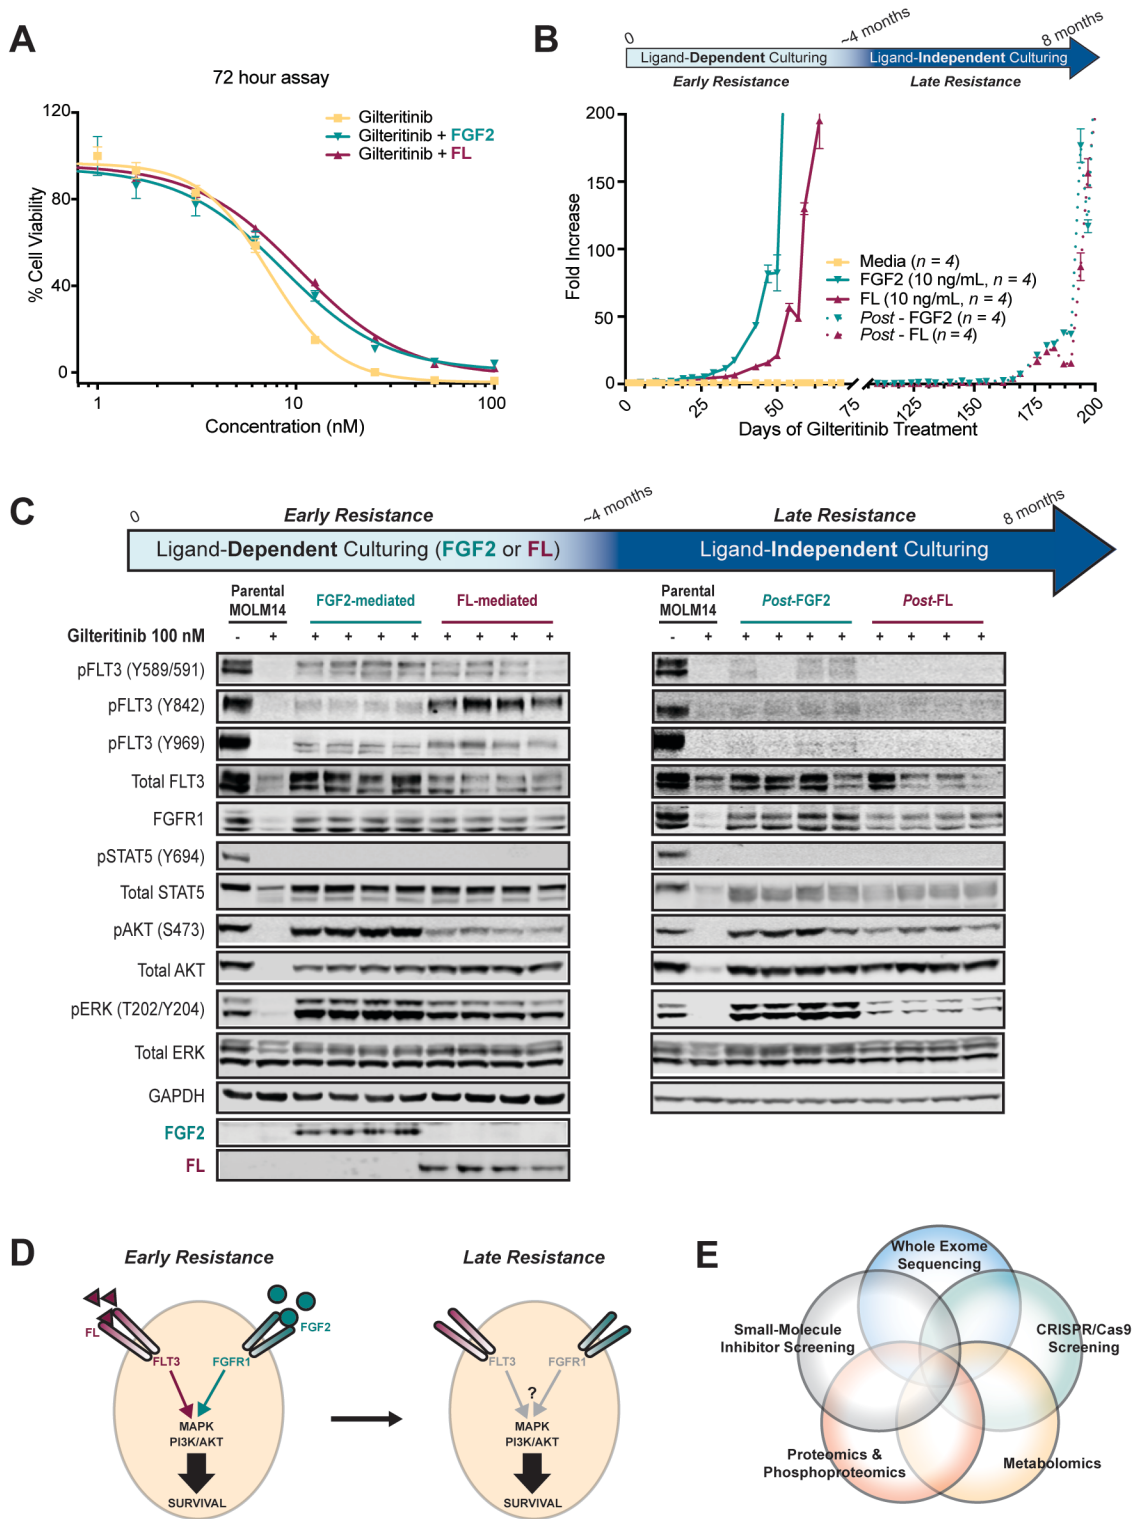 A
72 hour assay
Gilteritinib
Gilteritinib + FGF2
Gilteritinib + FL
120
80
40
0
% Cell Viability
1
10
100
Concentration (nM)
B
0
~4 months
8 months
Ligand-Dependent Culturing
Ligand-Independent Culturing
Early Resistance
Late Resistance
200
150
100
50
0
Fold Increase
Media (n = 4)
FGF2 (10 ng/mL, n = 4)
FL (10 ng/mL, n = 4)
Post - FGF2 (n = 4)
Post - FL (n = 4)
0
25
50
75
125
150
175
200
Days of Gilteritinib Treatment
C
0
Early Resistance
~4 months
Late Resistance
8 months
Ligand-Dependent Culturing (FGF2 or FL)
Ligand-Independent Culturing
Parental
MOLM14
FGF2-mediated
FL-mediated
Parental
MOLM14
Post-FGF2
Post-FL
Gilteritinib 100 nM
- + + + + + + + + +
- + + + + + + + + +
pFLT3 (Y589/591)
pFLT3 (Y842)
pFLT3 (Y969)
Total FLT3
FGFR1
pSTAT5 (Y694)
Total STAT5
pAKT (S473)
Total AKT
pERK (T202/Y204)
Total ERK
GAPDH
FGF2
FL
D
Early Resistance
FL
FGF2
FLT3
FGFR1
MAPK
PI3K/AKT
SURVIVAL
Late Resistance
FLT3
FGFR1
?
MAPK
PI3K/AKT
SURVIVAL
E
Whole Exome
Sequencing
Small-Molecule
Inhibitor Screening
CRISPR/Cas9
Screening
Proteomics &
Phosphoproteomics
Metabolomics